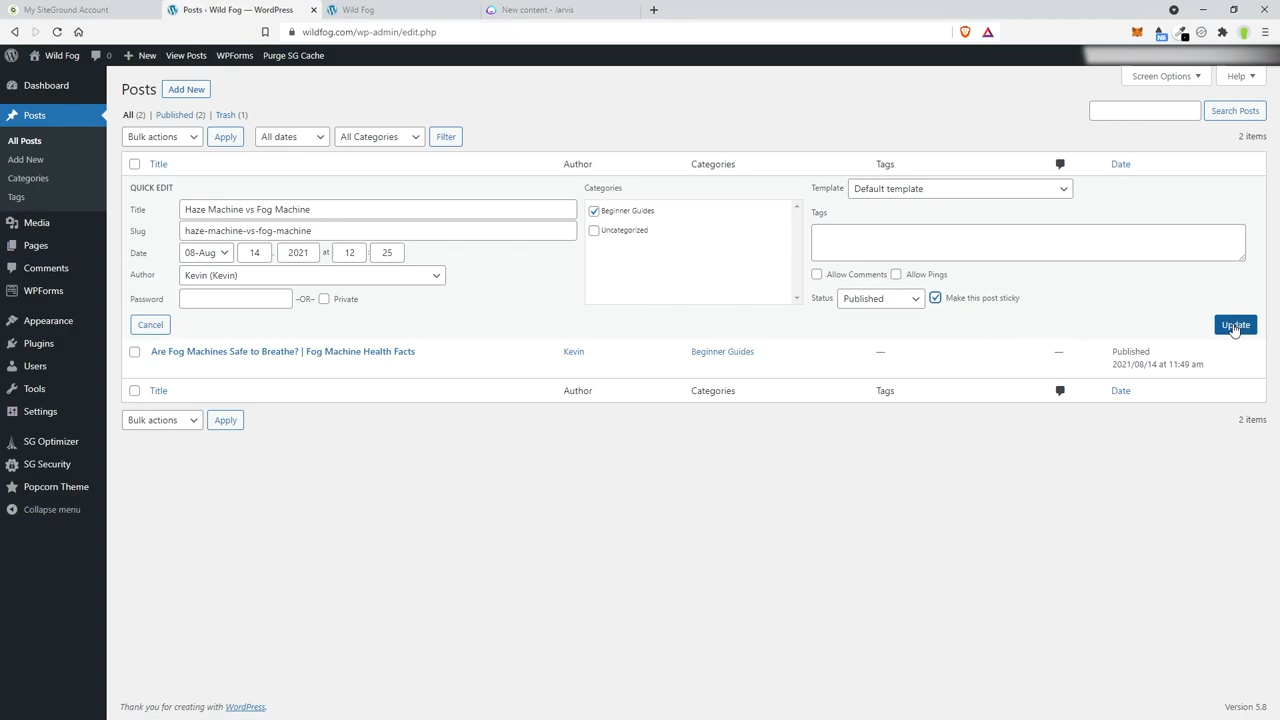 My SiteGround Account
Posts ‹ Wild Fog — WordPress
Wild Fog
New content - Jarvis
wildfog.com/wp-admin/edit.php
Wild Fog 0 New View Posts WPForms Purge SG Cache
Dashboard
Posts
All Posts
Add New
Categories
Tags
Media
Pages
Comments
WPForms
Appearance
Plugins
Users
Tools
Settings
SG Optimizer
SG Security
Popcorn Theme
Collapse menu
Screen Options Help
Posts Add New
All (2) | Published (2) | Trash (1)
Search Posts
Bulk actions Apply All dates All Categories Filter
2 items
Title Author Categories Tags Date
QUICK EDIT
Title Haze Machine vs Fog Machine
Slug haze-machine-vs-fog-machine
Date 08-Aug 14 , 2021 at 12 : 25
Author Kevin (Kevin)
Password –OR– Private
Categories
Beginner Guides
Uncategorized
Template Default template
Tags
Allow Comments Allow Pings
Status Published Make this post sticky
Cancel Update
Are Fog Machines Safe to Breathe? | Fog Machine Health Facts Kevin Beginner Guides — — Published
2021/08/14 at 11:49 am
Title Author Categories Tags Date
Bulk actions Apply
2 items
Thank you for creating with WordPress.
Version 5.8